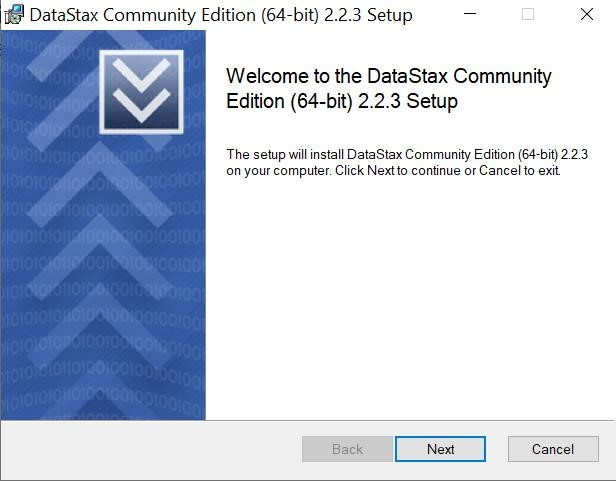 DataStax Community Edition (64-bit) 2.2.3 Setup
Welcome to the DataStax Community
Edition (64-bit) 2.2.3 Setup
The setup will install DataStax Community Edition (64-bit) 2.2.3
on your computer. Click Next to continue or Cancel to exit.
Back
Next
Cancel